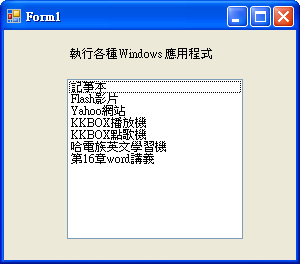 Form1
執行各種Windows 應用程式
記事本
Flash影片
Yahoo網站
KKBOX播放機
KKBOX點歌機
哈電族英文學習機
第16章word講義